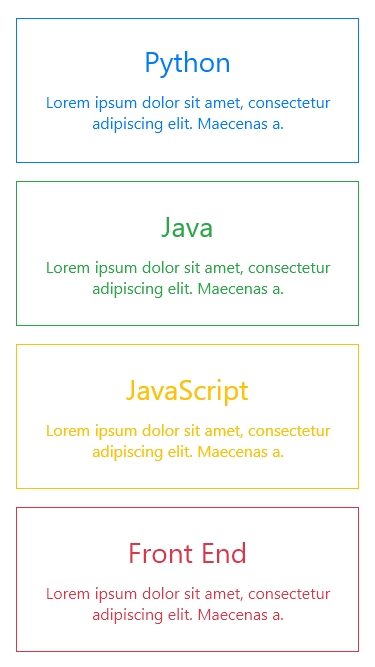 Python
Lorem ipsum dolor sit amet, consectetur
adipiscing elit. Maecenas a.
Java
Lorem ipsum dolor sit amet, consectetur
adipiscing elit. Maecenas a.
JavaScript
Lorem ipsum dolor sit amet, consectetur
adipiscing elit. Maecenas a.
Front End
Lorem ipsum dolor sit amet, consectetur
adipiscing elit. Maecenas a.